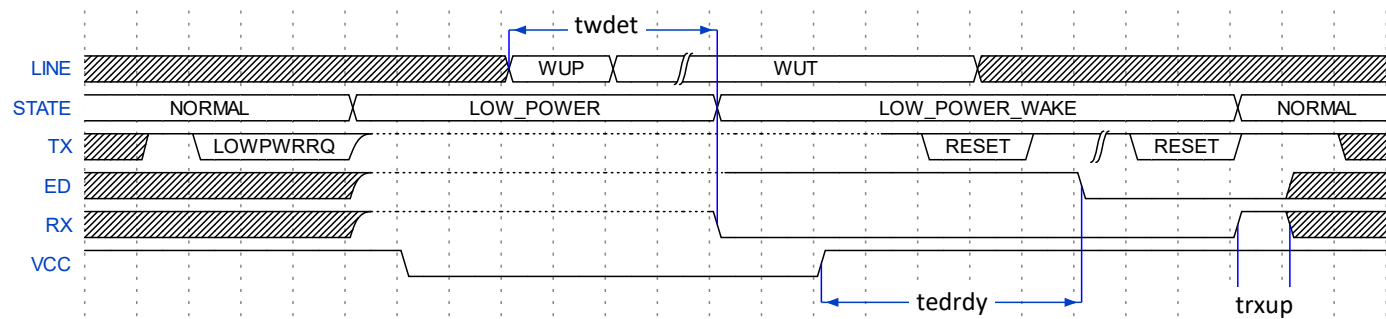 twdet
LINE WUP WUT
STATE NORMAL LOW_POWER LOW_POWER_WAKE NORMAL
TX LOWPWRRQ RESET RESET
ED
RX
VCC
tedrdy trxup